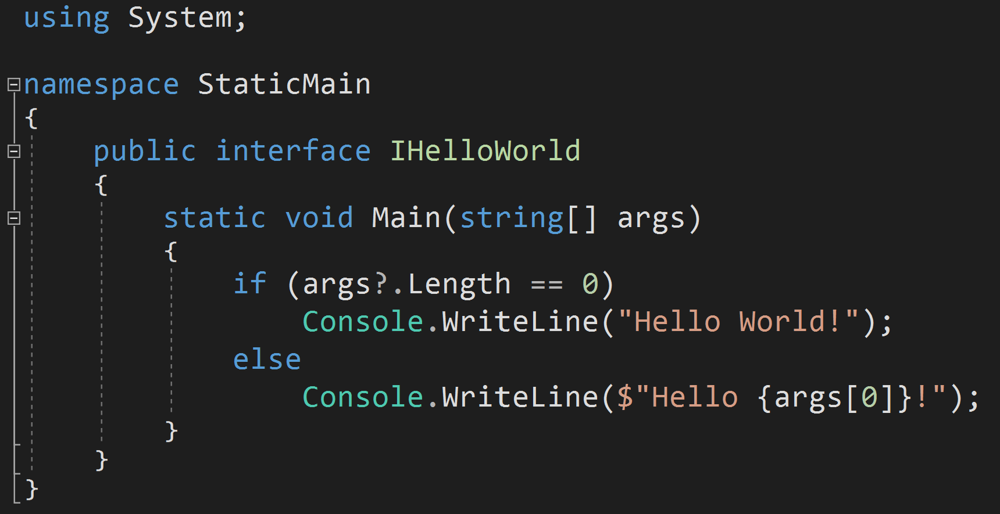 using System;
namespace StaticMain
{
public interface IHelloWorld
{
static void Main(string[] args)
{
if (args?.Length == 0)
Console.WriteLine("Hello World!");
else
Console.WriteLine($"Hello {args[0]}!");
}
}
}